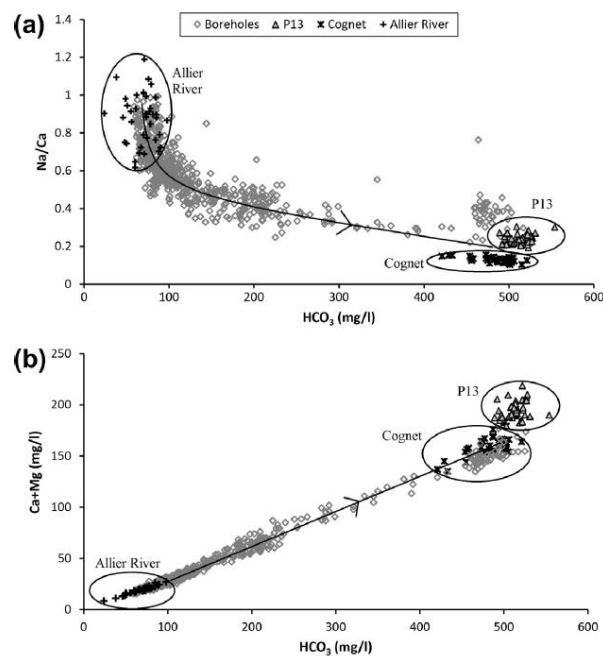 (a)
Boreholes P13 Cognet Allier River
1.4
1.2
1
0.8
0.6
0.4
0.2
0
Na/Ca
Allier
River
P13
Cognet
0 100 200 300 400 500 600
HCO3 (mg/l)
(b)
250
200
150
100
50
0
Ca+Mg (mg/l)
P13
Cognet
Allier River
0 100 200 300 400 500 600
HCO3 (mg/l)